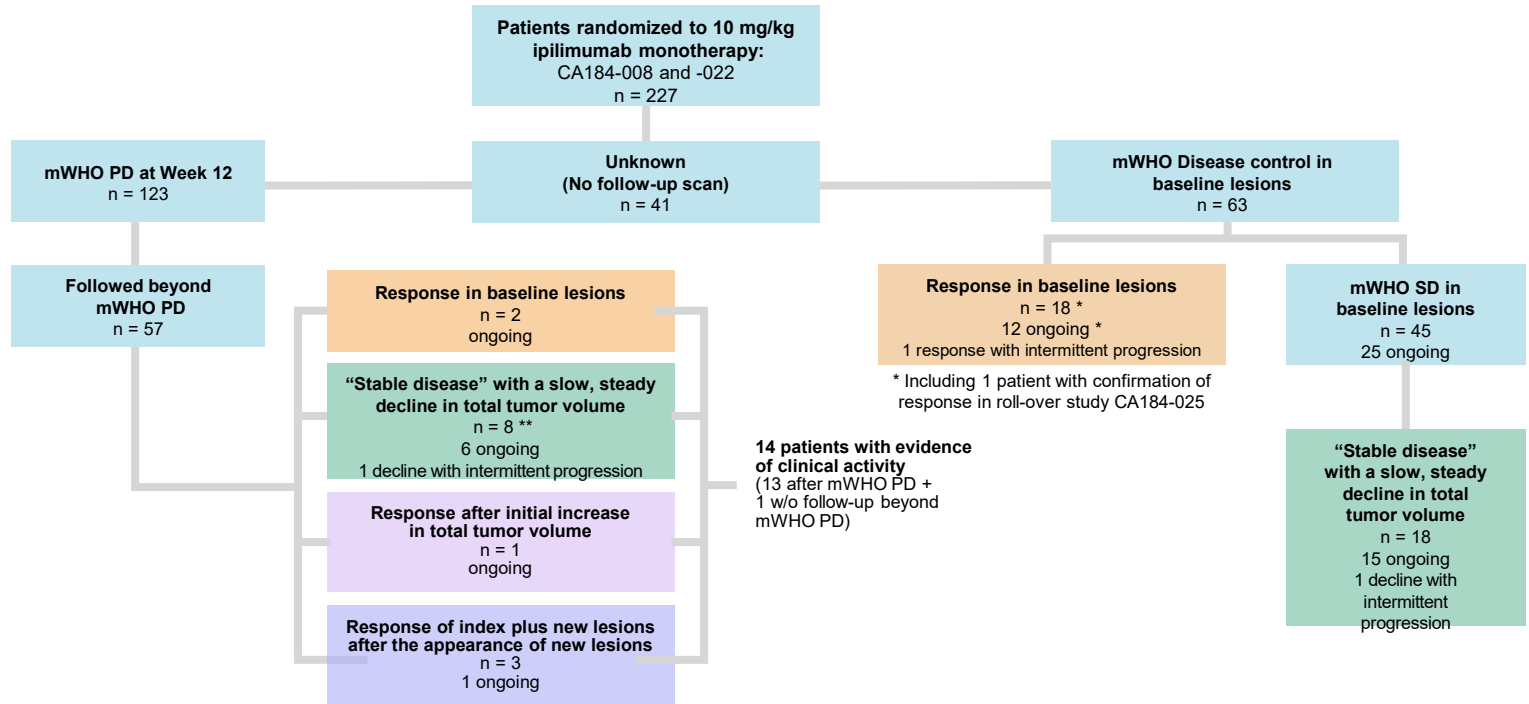 Patients randomized to 10 mg/kg
ipilimumab monotherapy:
CA184-008 and -022
n = 227
mWHO PD at Week 12
n = 123
Unknown
(No follow-up scan)
n = 41
mWHO Disease control in
baseline lesions
n = 63
Followed beyond
mWHO PD
n = 57
Response in baseline lesions
n = 2
ongoing
“Stable disease” with a slow, steady
decline in total tumor volume
n = 8 **
6 ongoing
1 decline with intermittent progression
Response after initial increase
in total tumor volume
n = 1
ongoing
Response of index plus new lesions
after the appearance of new lesions
n = 3
1 ongoing
14 patients with evidence
of clinical activity
(13 after mWHO PD +
1 w/o follow-up beyond
mWHO PD)
Response in baseline lesions
n = 18 *
12 ongoing *
1 response with intermittent progression
* Including 1 patient with confirmation of
response in roll-over study CA184-025
mWHO SD in
baseline lesions
n = 45
25 ongoing
“Stable disease”
with a slow, steady
decline in total
tumor volume
n = 18
15 ongoing
1 decline with
intermittent
progression